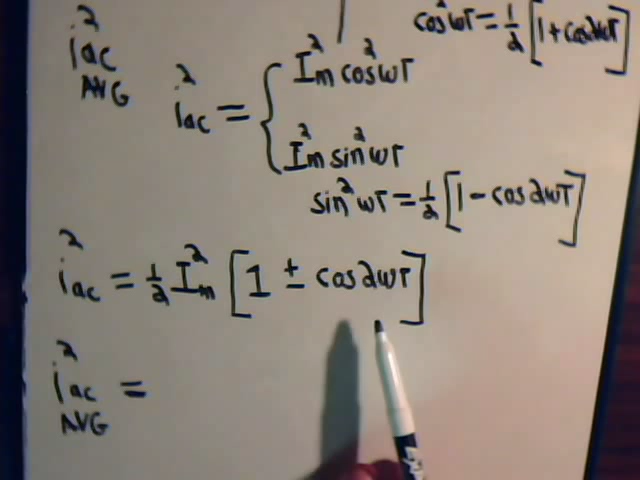 cos²ωT = 1/2 [1 + cos2ωT]
i²ac AVG
i²ac = { I²m cos²ωT
I²m sin²ωT
sin²ωT = 1/2 [1 - cos2ωT]
i²ac = 1/2 I²m [1 ± cos2ωT]
i²ac AVG =